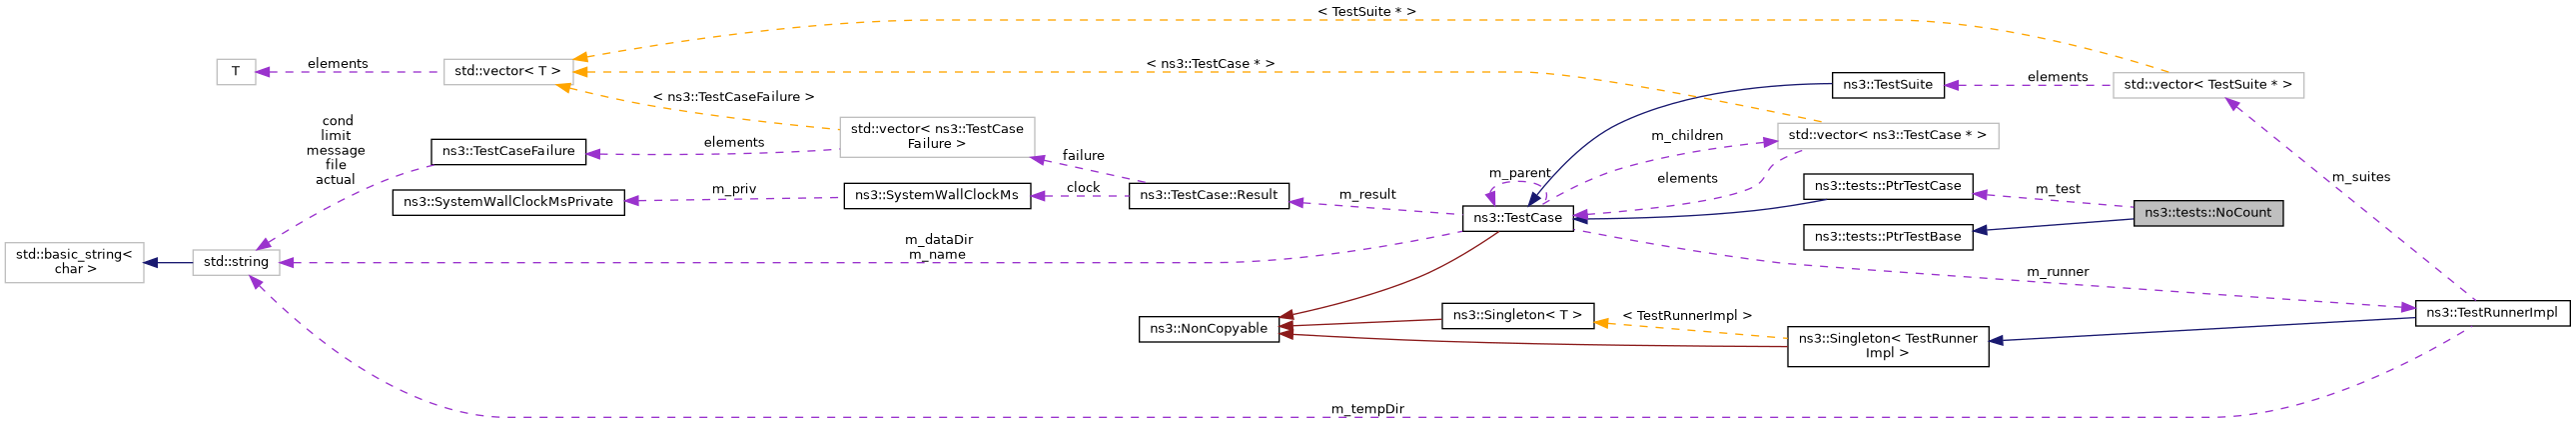 < TestSuite * >
T
elements
std::vector< T >
< ns3::TestCase * >
< ns3::TestCaseFailure >
ns3::TestSuite
elements
std::vector< TestSuite * >
cond
limit
message
file
actual
ns3::TestCaseFailure
elements
std::vector< ns3::TestCase
Failure >
failure
m_children
std::vector< ns3::TestCase * >
elements
m_parent
ns3::SystemWallClockMsPrivate
m_priv
ns3::SystemWallClockMs
clock
ns3::TestCase::Result
m_result
ns3::TestCase
ns3::tests::PtrTestCase
m_test
ns3::tests::NoCount
m_suites
ns3::tests::PtrTestBase
std::basic_string<
char >
std::string
m_dataDir
m_name
m_runner
ns3::NonCopyable
ns3::Singleton< T >
< TestRunnerImpl >
ns3::Singleton< TestRunner
Impl >
ns3::TestRunnerImpl
m_tempDir